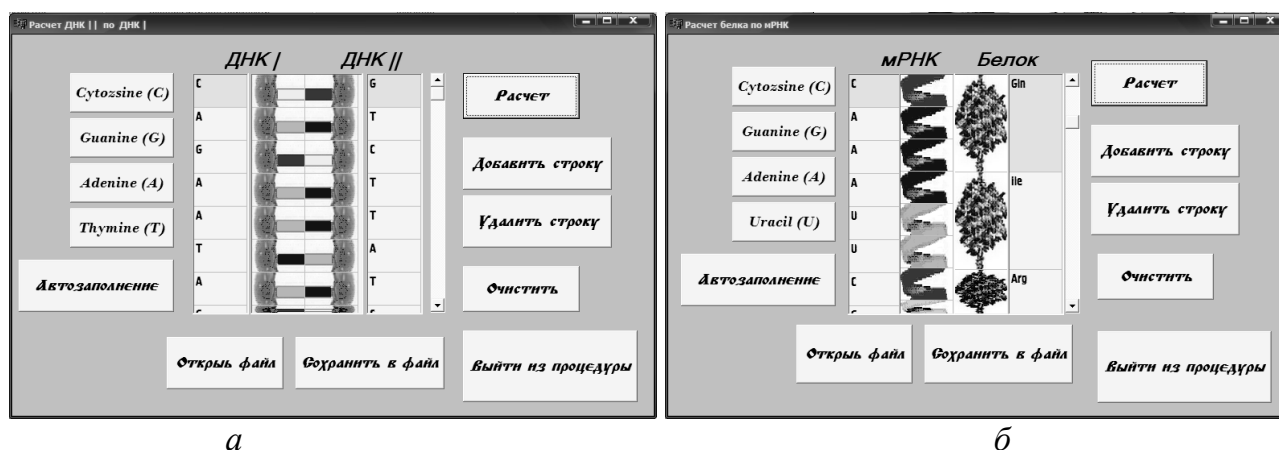 Расчет ДНК || по ДНК |
ДНК | ДНК ||
Cytozsine (C)
Guanine (G)
Adenine (A)
Thymine (T)
Автозаполнение
C G
A T
G C
A T
A T
T A
A T
Расчет
Добавить строку
Удалить строку
Очистить
Открыь файл
Сохранить в файл
Выйти из процедуры
а
Расчет белка по мРНК
мРНК Белок
Cytozsine (C)
Guanine (G)
Adenine (A)
Uracil (U)
Автозаполнение
C Gln
A
A
A ile
U
U
C Arg
Расчет
Добавить строку
Удалить строку
Очистить
Открыь файл
Сохранить в файл
Выйти из процедуры
б